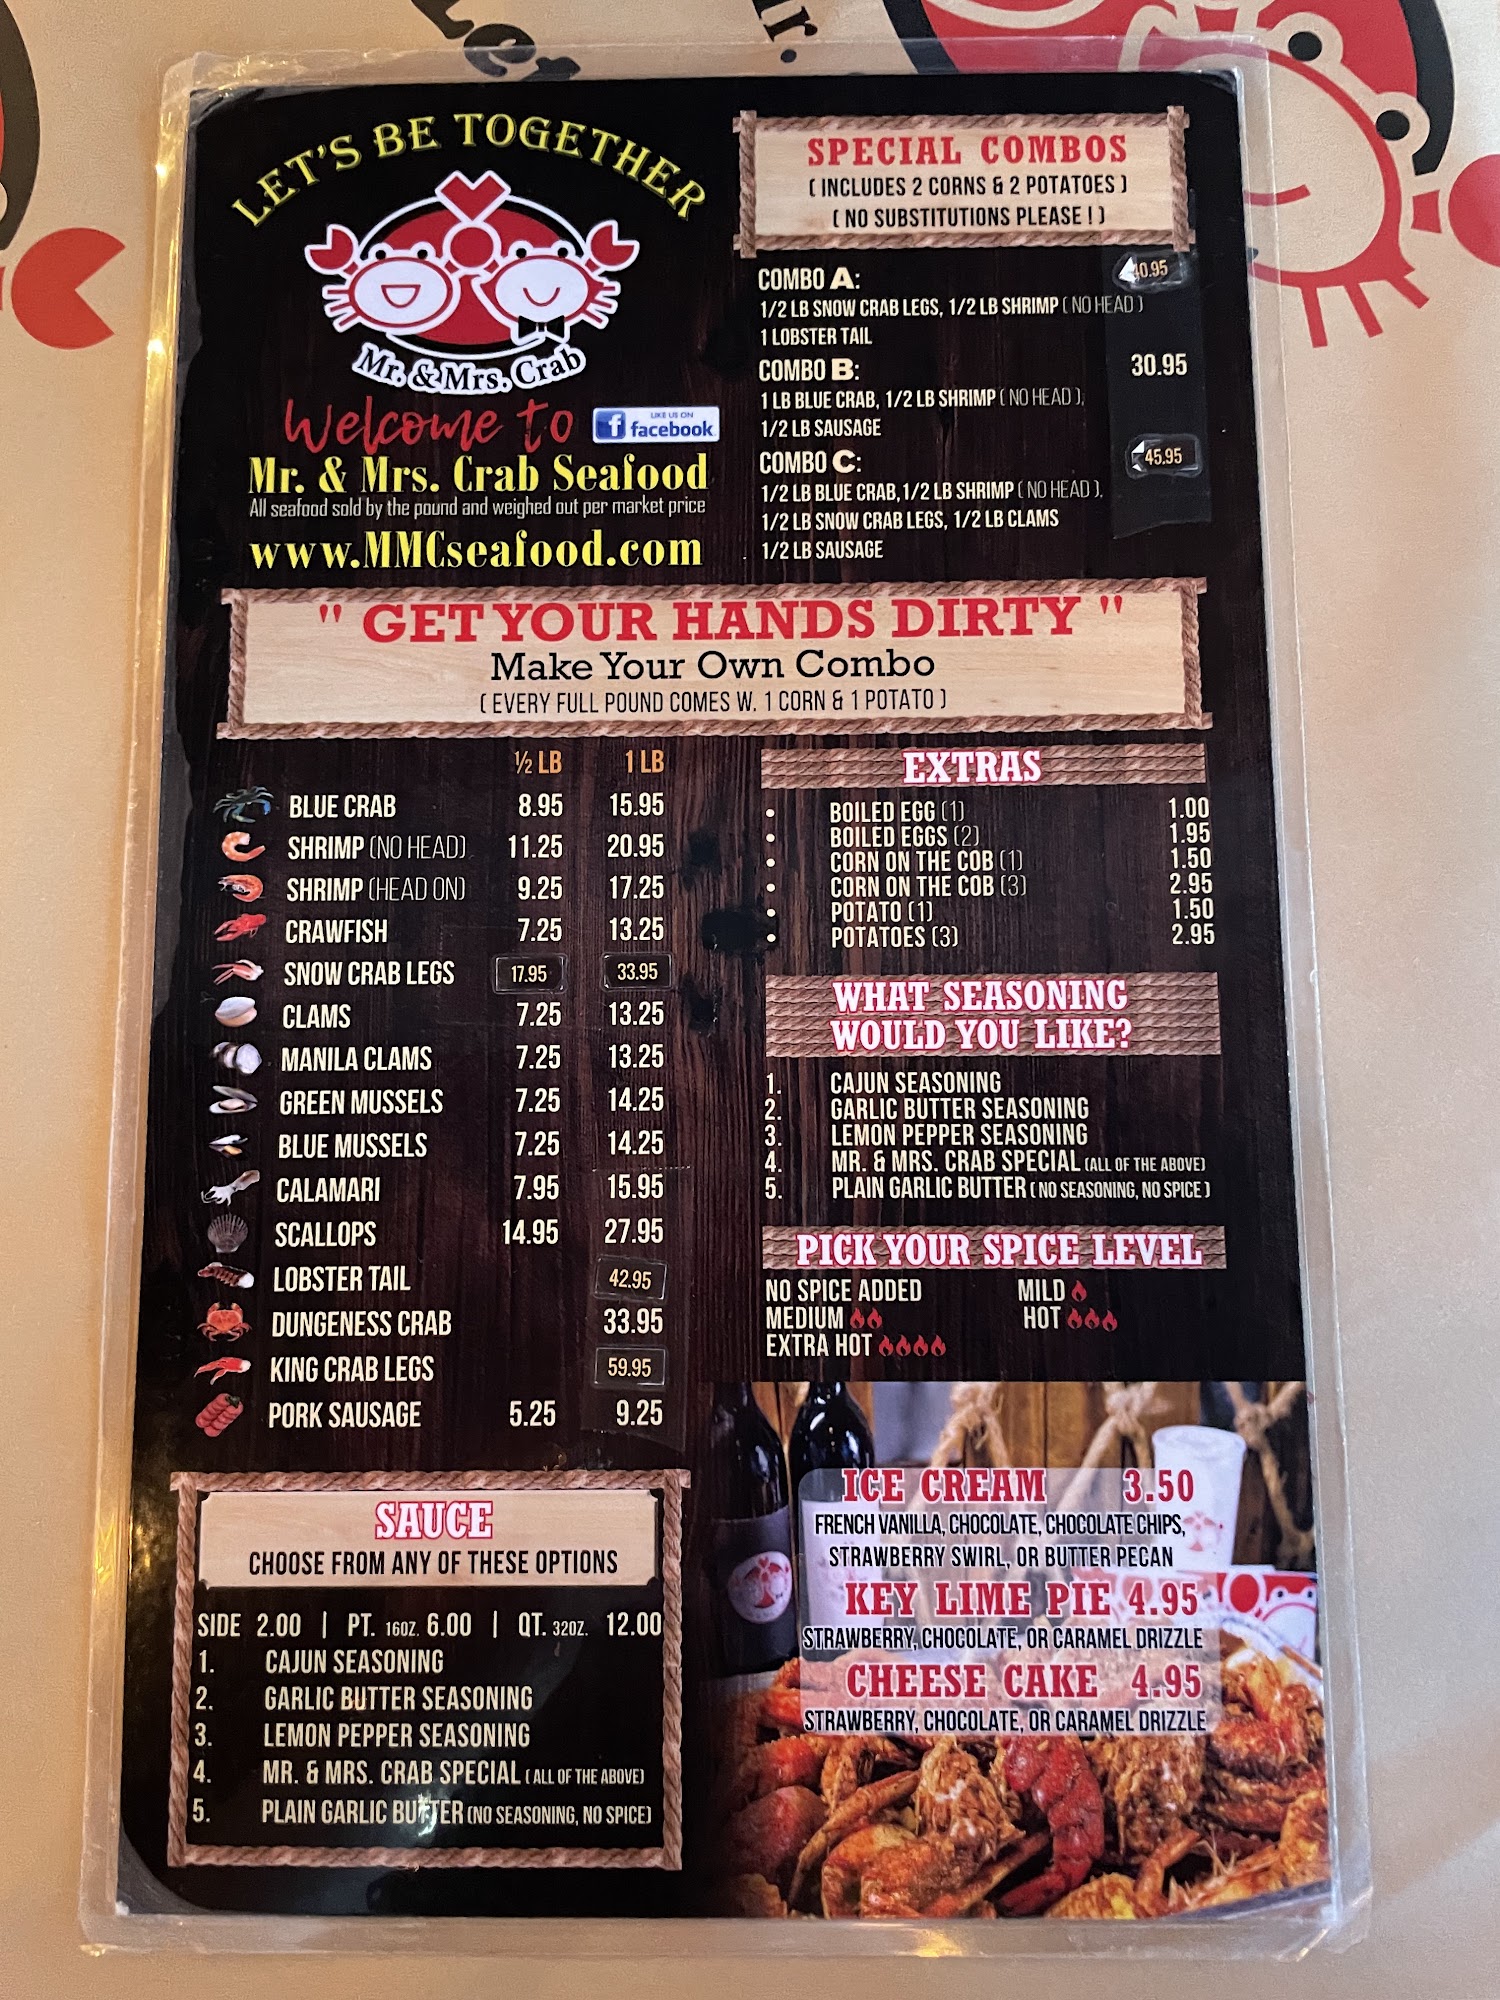 LET'S BE TOGETHER
Mr. & Mrs. Crab
Welcome to
LIKE US ON
facebook
Mr. & Mrs. Crab Seafood
All seafood sold by the pound and weighed out per market price
www.MMCseafood.com
SPECIAL COMBOS
( INCLUDES 2 CORNS & 2 POTATOES )
( NO SUBSTITUTIONS PLEASE ! )
COMBO A: 40.95
1/2 LB SNOW CRAB LEGS, 1/2 LB SHRIMP ( NO HEAD )
1 LOBSTER TAIL
COMBO B: 30.95
1 LB BLUE CRAB, 1/2 LB SHRIMP ( NO HEAD ),
1/2 LB SAUSAGE
COMBO C: 45.95
1/2 LB BLUE CRAB, 1/2 LB SHRIMP ( NO HEAD ),
1/2 LB SNOW CRAB LEGS, 1/2 LB CLAMS
1/2 LB SAUSAGE
" GET YOUR HANDS DIRTY "
Make Your Own Combo
( EVERY FULL POUND COMES W. 1 CORN & 1 POTATO )
½ LB 1 LB
BLUE CRAB 8.95 15.95
SHRIMP (NO HEAD) 11.25 20.95
SHRIMP (HEAD ON) 9.25 17.25
CRAWFISH 7.25 13.25
SNOW CRAB LEGS 17.95 33.95
CLAMS 7.25 13.25
MANILA CLAMS 7.25 13.25
GREEN MUSSELS 7.25 14.25
BLUE MUSSELS 7.25 14.25
CALAMARI 7.95 15.95
SCALLOPS 14.95 27.95
LOBSTER TAIL 42.95
DUNGENESS CRAB 33.95
KING CRAB LEGS 59.95
PORK SAUSAGE 5.25 9.25
EXTRAS
• BOILED EGG (1) 1.00
• BOILED EGGS (2) 1.95
• CORN ON THE COB (1) 1.50
• CORN ON THE COB (3) 2.95
• POTATO (1) 1.50
• POTATOES (3) 2.95
WHAT SEASONING
WOULD YOU LIKE?
1. CAJUN SEASONING
2. GARLIC BUTTER SEASONING
3. LEMON PEPPER SEASONING
4. MR. & MRS. CRAB SPECIAL (ALL OF THE ABOVE)
5. PLAIN GARLIC BUTTER ( NO SEASONING, NO SPICE )
PICK YOUR SPICE LEVEL
NO SPICE ADDED MILD
MEDIUM HOT
EXTRA HOT
SAUCE
CHOOSE FROM ANY OF THESE OPTIONS
SIDE 2.00 | PT. 16OZ. 6.00 | QT. 32OZ. 12.00
1. CAJUN SEASONING
2. GARLIC BUTTER SEASONING
3. LEMON PEPPER SEASONING
4. MR. & MRS. CRAB SPECIAL ( ALL OF THE ABOVE)
5. PLAIN GARLIC BUTTER (NO SEASONING, NO SPICE)
ICE CREAM 3.50
FRENCH VANILLA, CHOCOLATE, CHOCOLATE CHIPS,
STRAWBERRY SWIRL, OR BUTTER PECAN
KEY LIME PIE 4.95
STRAWBERRY, CHOCOLATE, OR CARAMEL DRIZZLE
CHEESE CAKE 4.95
STRAWBERRY, CHOCOLATE, OR CARAMEL DRIZZLE